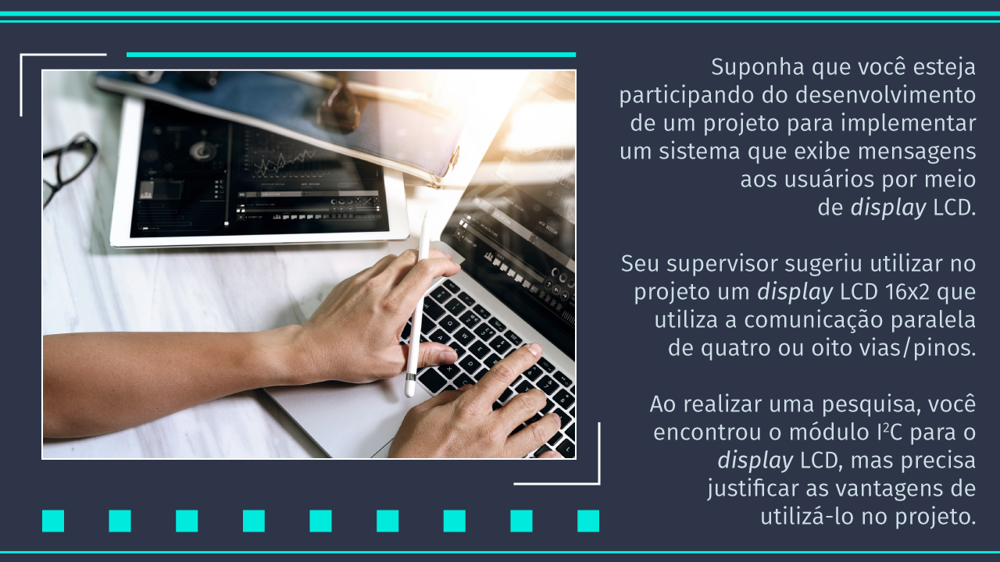 Suponha que você esteja
participando do desenvolvimento
de um projeto para implementar
um sistema que exibe mensagens
aos usuários por meio
de display LCD.
Seu supervisor sugeriu utilizar no
projeto um display LCD 16x2 que
utiliza a comunicação paralela
de quatro ou oito vias/pinos.
Ao realizar uma pesquisa, você
encontrou o módulo I²C para o
display LCD, mas precisa
justificar as vantagens de
utilizá-lo no projeto.